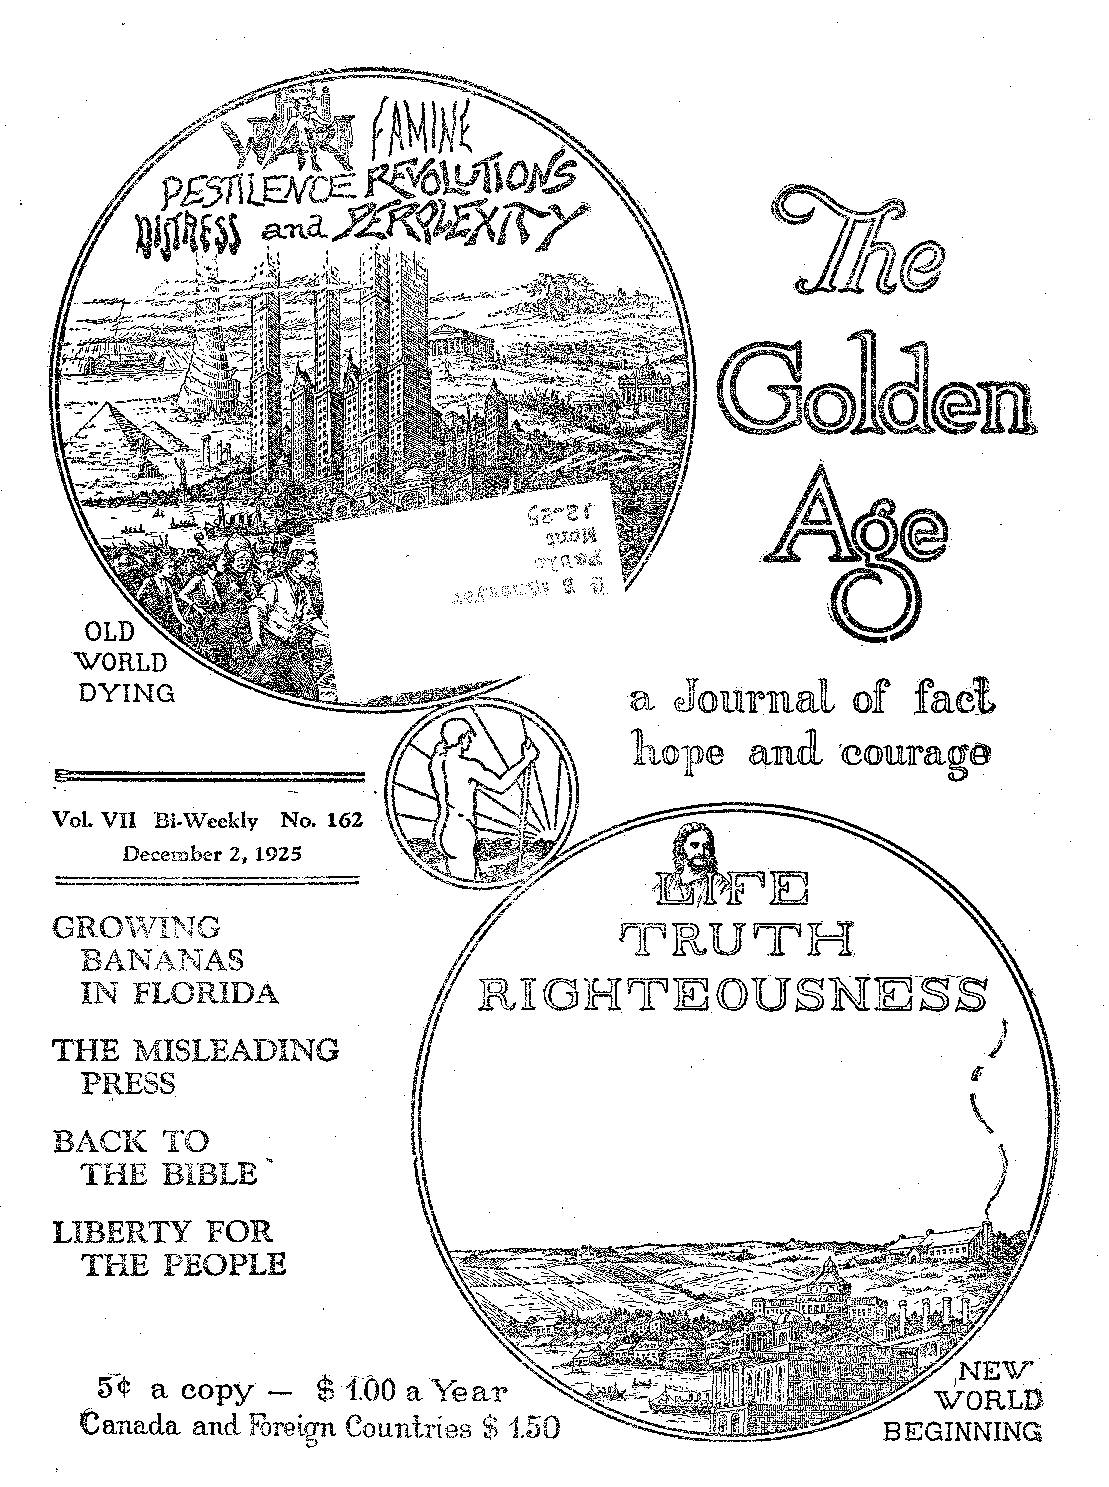 WAR FAMINE
PESTILENCE REVOLUTIONS
DISTRESS and PERPLEXITY
The
Golden
Age
12-25
Mont
OLD
WORLD
DYING
a Journal of fact
hope and courage
Vol. VII Bi-Weekly No. 162
December 2, 1925
GROWING
BANANAS
IN FLORIDA
THE MISLEADING
PRESS
BACK TO
THE BIBLE
LIBERTY FOR
THE PEOPLE
LIFE
TRUTH
RIGHTEOUSNESS
5¢ a copy — $ 1.00 a Year
Canada and Foreign Countries $ 1.50
NEW
WORLD
BEGINNING